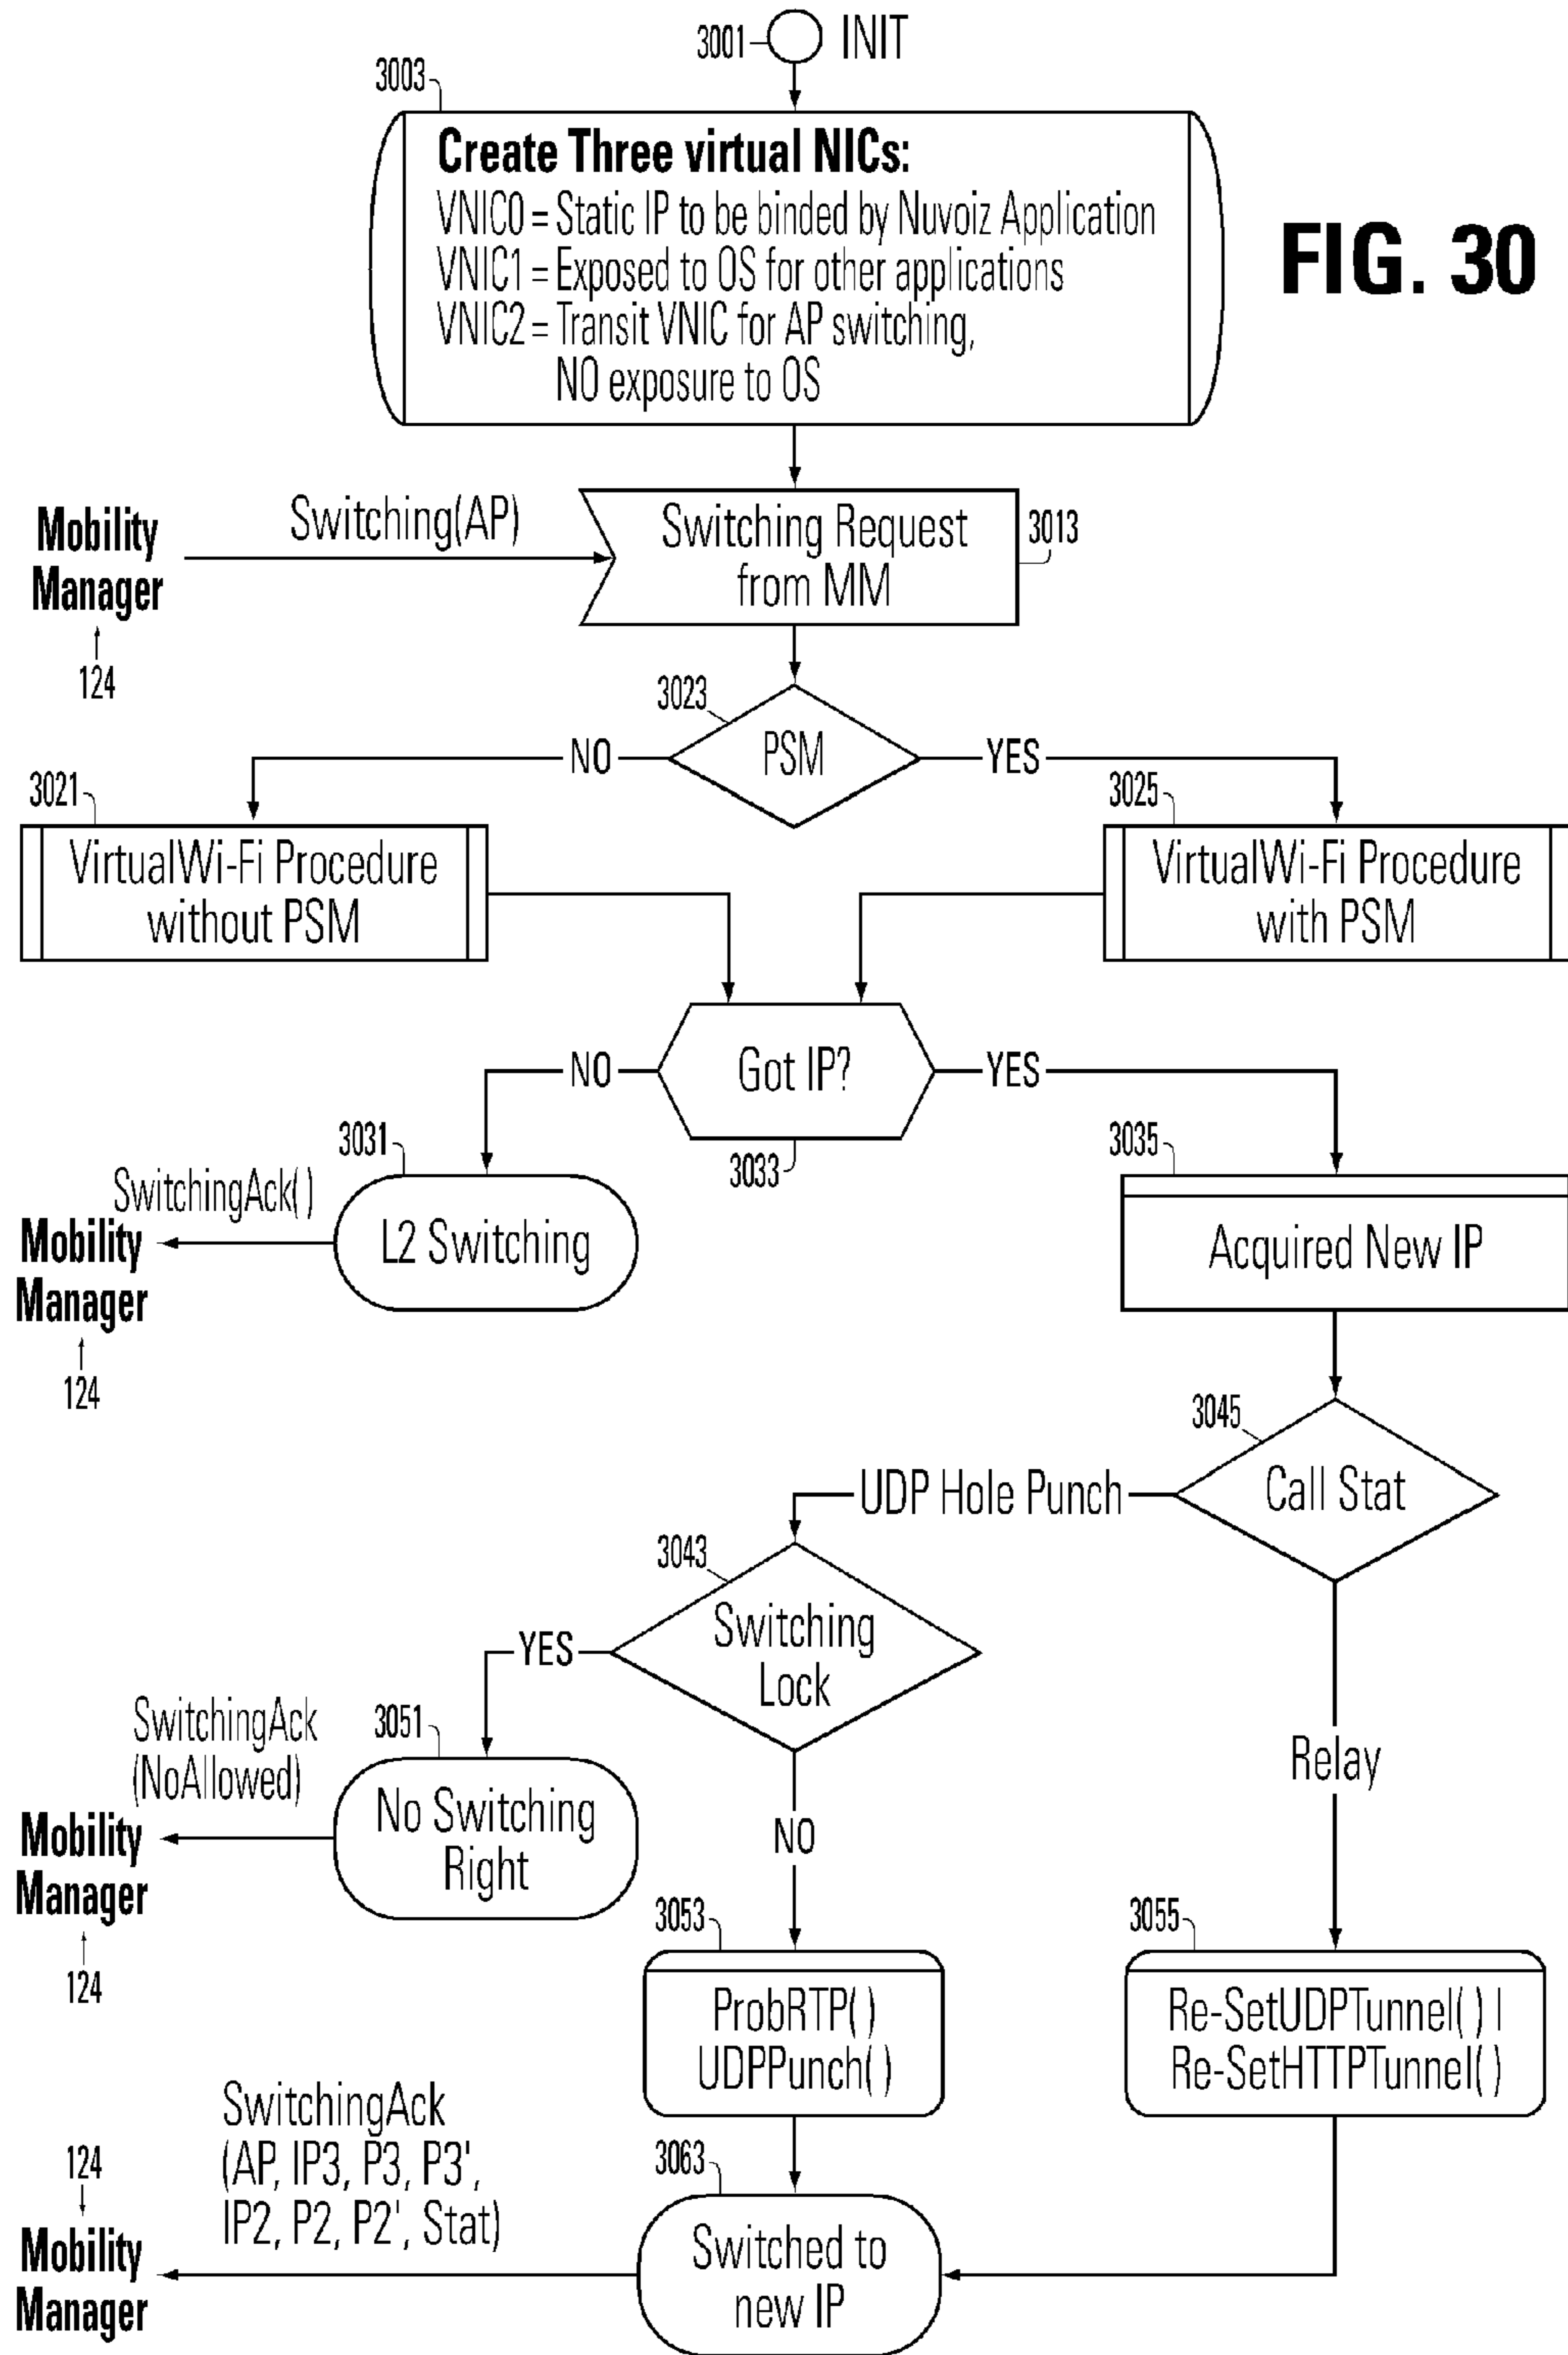 3001
INIT
3003
Create Three virtual NICs:
VNIC0 = Static IP to be binded by Nuvoiz Application
VNIC1 = Exposed to OS for other applications
VNIC2 = Transit VNIC for AP switching,
NO exposure to OS
FIG. 30
Mobility
Manager
124
Switching(AP)
Switching Request
from MM
3013
3023
PSM
NO
YES
3021
VirtualWi-Fi Procedure
without PSM
3025
VirtualWi-Fi Procedure
with PSM
Got IP?
3033
NO
YES
3031
L2 Switching
SwitchingAck( )
Mobility
Manager
124
3035
Acquired New IP
3045
Call Stat
UDP Hole Punch
3043
Switching
Lock
YES
NO
Relay
3051
No Switching
Right
SwitchingAck
(NoAllowed)
Mobility
Manager
124
3053
ProbRTP( )
UDPPunch( )
3055
Re-SetUDPTunnel( ) |
Re-SetHTTPTunnel( )
3063
Switched to
new IP
SwitchingAck
(AP, IP3, P3, P3',
IP2, P2, P2', Stat)
124
Mobility
Manager